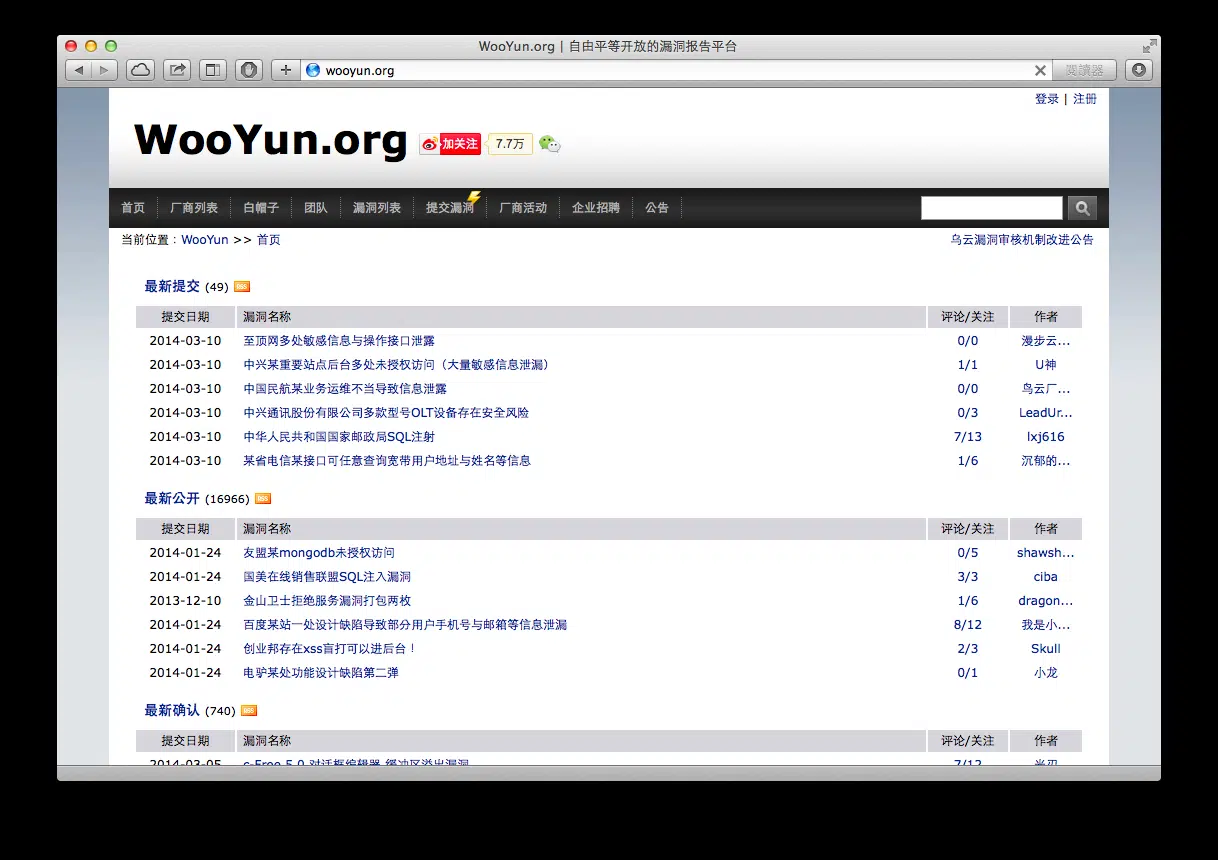 WooYun.org | 自由平等开放的漏洞报告平台
wooyun.org 阅读器
登录 | 注册
WooYun.org 加关注 7.7万
首页 厂商列表 白帽子 团队 漏洞列表 提交漏洞 厂商活动 企业招聘 公告
当前位置：WooYun >> 首页 乌云漏洞审核机制改进公告
最新提交 (49) RSS
提交日期 漏洞名称 评论/关注 作者
2014-03-10 至顶网多处敏感信息与操作接口泄露 0/0 漫步云...
2014-03-10 中兴某重要站点后台多处未授权访问（大量敏感信息泄漏） 1/1 U神
2014-03-10 中国民航某业务运维不当导致信息泄露 0/0 鸟云厂...
2014-03-10 中兴通讯股份有限公司多款型号OLT设备存在安全风险 0/3 LeadUr...
2014-03-10 中华人民共和国国家邮政局SQL注射 7/13 lxj616
2014-03-10 某省电信某接口可任意查询宽带用户地址与姓名等信息 1/6 沉郁的...
最新公开 (16966) RSS
提交日期 漏洞名称 评论/关注 作者
2014-01-24 友盟某mongodb未授权访问 0/5 shawsh...
2014-01-24 国美在线销售联盟SQL注入漏洞 3/3 ciba
2013-12-10 金山卫士拒绝服务漏洞打包两枚 1/6 dragon...
2014-01-24 百度某站一处设计缺陷导致部分用户手机号与邮箱等信息泄漏 8/12 我是小...
2014-01-24 创业邦存在xss盲打可以进后台！ 2/3 Skull
2014-01-24 电驴某处功能设计缺陷第二弹 0/1 小龙
最新确认 (740) RSS
提交日期 漏洞名称 评论/关注 作者
2014-03-05 c-Free 5.0 对话框编辑器 缓冲区溢出漏洞 7/12